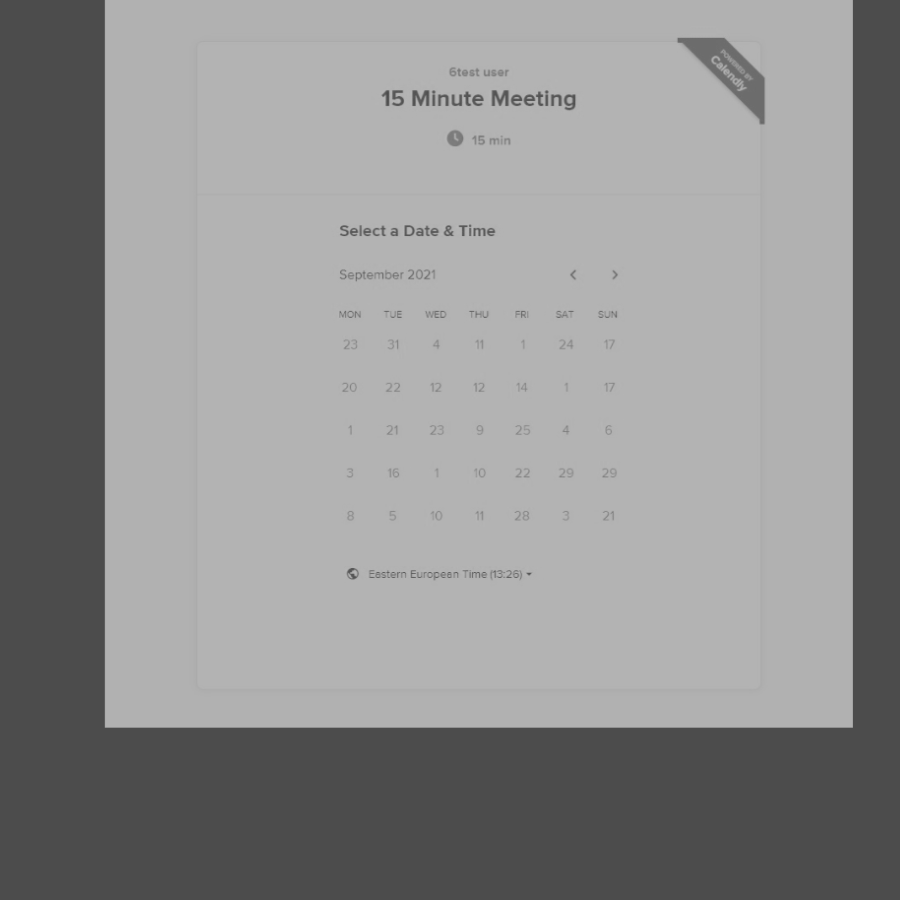 POWERED BY
Calendly
6test user
15 Minute Meeting
15 min
Select a Date & Time
September 2021
MON TUE WED THU FRI SAT SUN
23 31 4 11 1 24 17
20 22 12 12 14 1 17
1 21 23 9 25 4 6
3 16 1 10 22 29 29
8 5 10 11 28 3 21
Eestern Europeen Time (13:26)